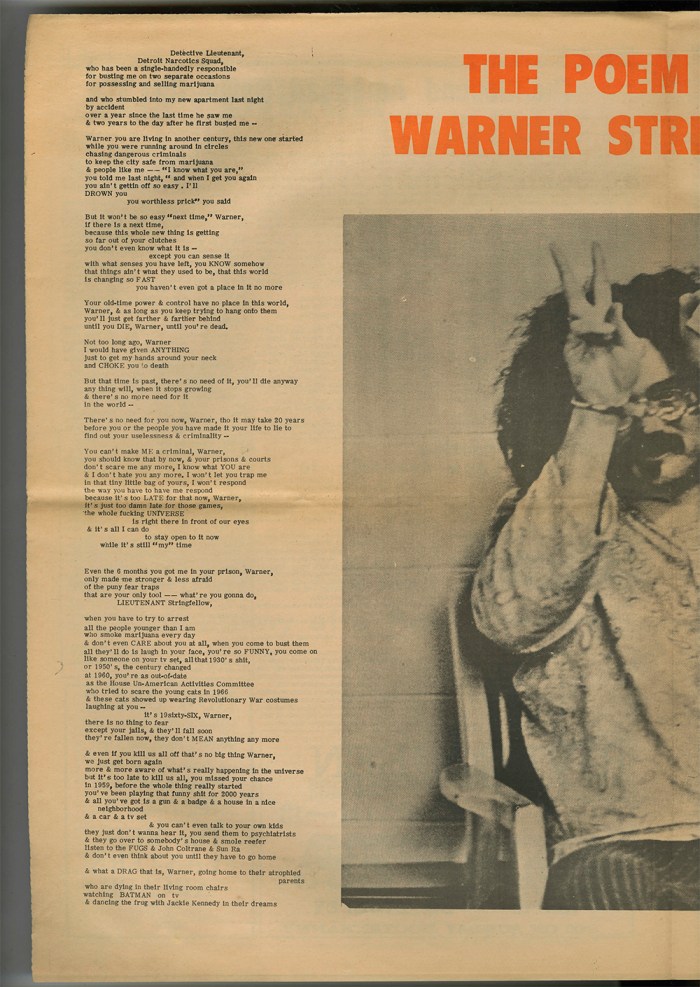 THE POEM
WARNER STRI
Detective Lieutenant,
Detroit Narcotics Squad,
who has been a single-handedly responsible
for busting me on two separate occasions
for possessing and selling marijuana
and who stumbled into my new apartment last night
by accident
over a year since the last time he saw me
& two years to the day after he first busted me --
Warner you are living in another century, this new one started
while you were running around in circles
chasing dangerous criminals
to keep the city safe from marijuana
& people like me -- "I know what you are,"
you told me last night, " and when I get you again
you ain't gettin off so easy . I'll
DROWN you
you worthless prick" you said
But it won't be so easy "next time," Warner,
if there is a next time,
because this whole new thing is getting
so far out of your clutches
you don't even know what it is --
except you can sense it
with what senses you have left, you KNOW somehow
that things ain't what they used to be, that this world
is changing so FAST
you haven't even got a place in it no more
Your old-time power & control have no place in this world,
Warner, & as long as you keep trying to hang onto them
you'll just get farther & farther behind
until you DIE, Warner, until you're dead.
Not too long ago, Warner
I would have given ANYTHING
just to get my hands around your neck
and CHOKE you to death
But that time is past, there's no need of it, you'll die anyway
any thing will, when it stops growing
& there's no more need for it
in the world --
There's no need for you now, Warner, tho it may take 20 years
before you or the people you have made it your life to lie to
find out your uselessness & criminality --
You can't make ME a criminal, Warner,
you should know that by now, & your prisons & courts
don't scare me any more, I know what YOU are
& I don't hate you any more, I won't let you trap me
in that tiny little bag of yours, I won't respond
the way you have to have me respond
because it's too LATE for that now, Warner,
it's just too damn late for those games,
the whole fucking UNIVERSE
is right there in front of our eyes
& it's all I can do
to stay open to it now
while it's still "my" time
Even the 6 months you got me in your prison, Warner,
only made me stronger & less afraid
of the puny fear traps
that are your only tool -- what're you gonna do,
LIEUTENANT Stringfellow,
when you have to try to arrest
all the people younger than I am
who smoke marijuana every day
& don't even CARE about you at all, when you come to bust them
all they'll do is laugh in your face, you're so FUNNY, you come on
like someone on your tv set, all that 1930's shit,
or 1950's, the century changed
at 1960, you're as out-of-date
as the House Un-American Activities Committee
who tried to scare the young cats in 1966
& these cats showed up wearing Revolutionary War costumes
laughing at you --
it's 19sixty-SIX, Warner,
there is no thing to fear
except your jails, & they'll fall soon
they're fallen now, they don't MEAN anything any more
& even if you kill us all off that's no big thing Warner,
we just get born again
more & more aware of what's really happening in the universe
but it's too late to kill us all, you missed your chance
in 1959, before the whole thing really started
you've been playing that funny shit for 2000 years
& all you've got is a gun & a badge & a house in a nice
neighborhood
& a car & a tv set
& you can't even talk to your own kids
they just don't wanna hear it, you send them to psychiatrists
& they go over to somebody's house & smole reefer
listen to the FUGS & John Coltrane & Sun Ra
& don't even think about you until they have to go home
& what a DRAG that is, Warner, going home to their atrophied
parents
who are dying in their living room chairs
watching BATMAN on tv
& dancing the frog with Jackie Kennedy in their dreams